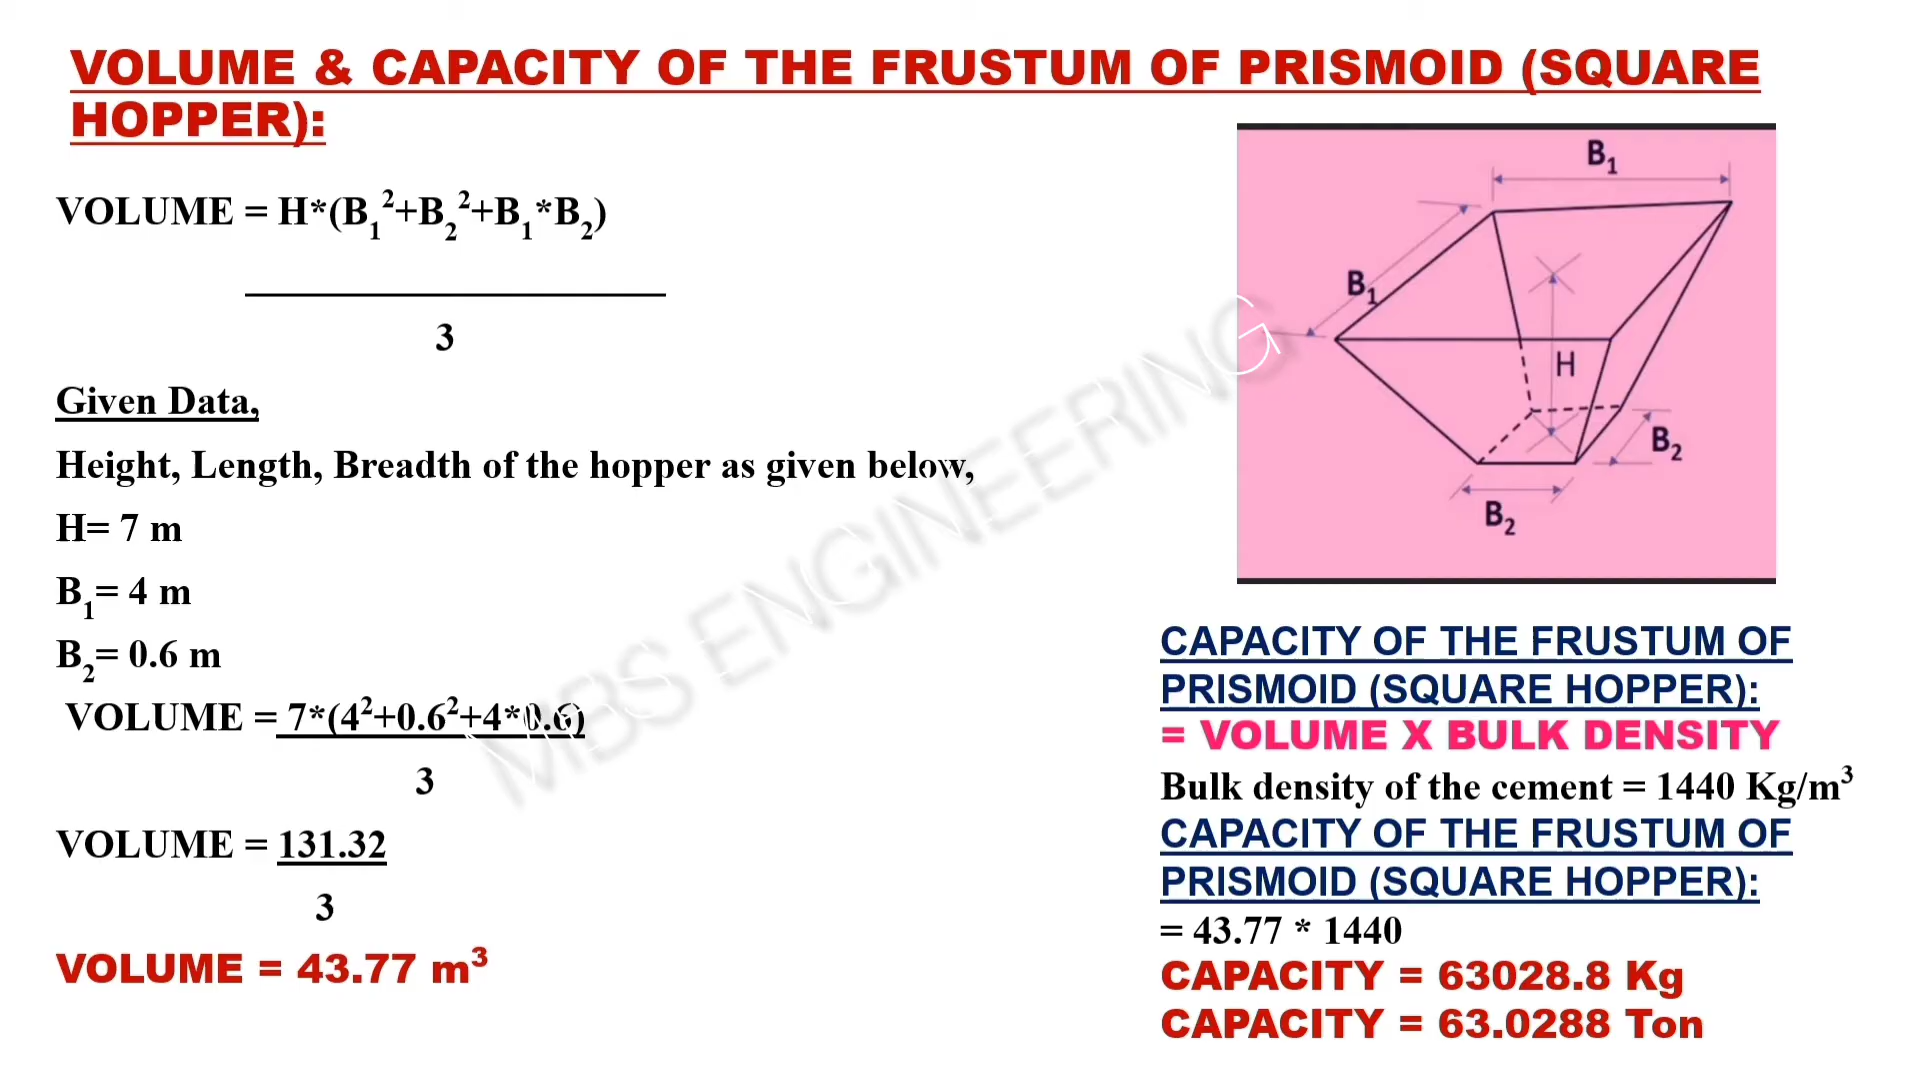 VOLUME & CAPACITY OF THE FRUSTUM OF PRISMOID (SQUARE
HOPPER):
VOLUME = H*(B₁²+B₂²+B₁*B₂)
3
Given Data,
Height, Length, Breadth of the hopper as given below,
H= 7 m
B₁= 4 m
B₂= 0.6 m
VOLUME = 7*(4²+0.6²+4*0.6)
3
VOLUME = 131.32
3
VOLUME = 43.77 m³
B₁
B₁
H
B₂
B₂
MBS ENGINEERING
CAPACITY OF THE FRUSTUM OF
PRISMOID (SQUARE HOPPER):
= VOLUME X BULK DENSITY
Bulk density of the cement = 1440 Kg/m³
CAPACITY OF THE FRUSTUM OF
PRISMOID (SQUARE HOPPER):
= 43.77 * 1440
CAPACITY = 63028.8 Kg
CAPACITY = 63.0288 Ton